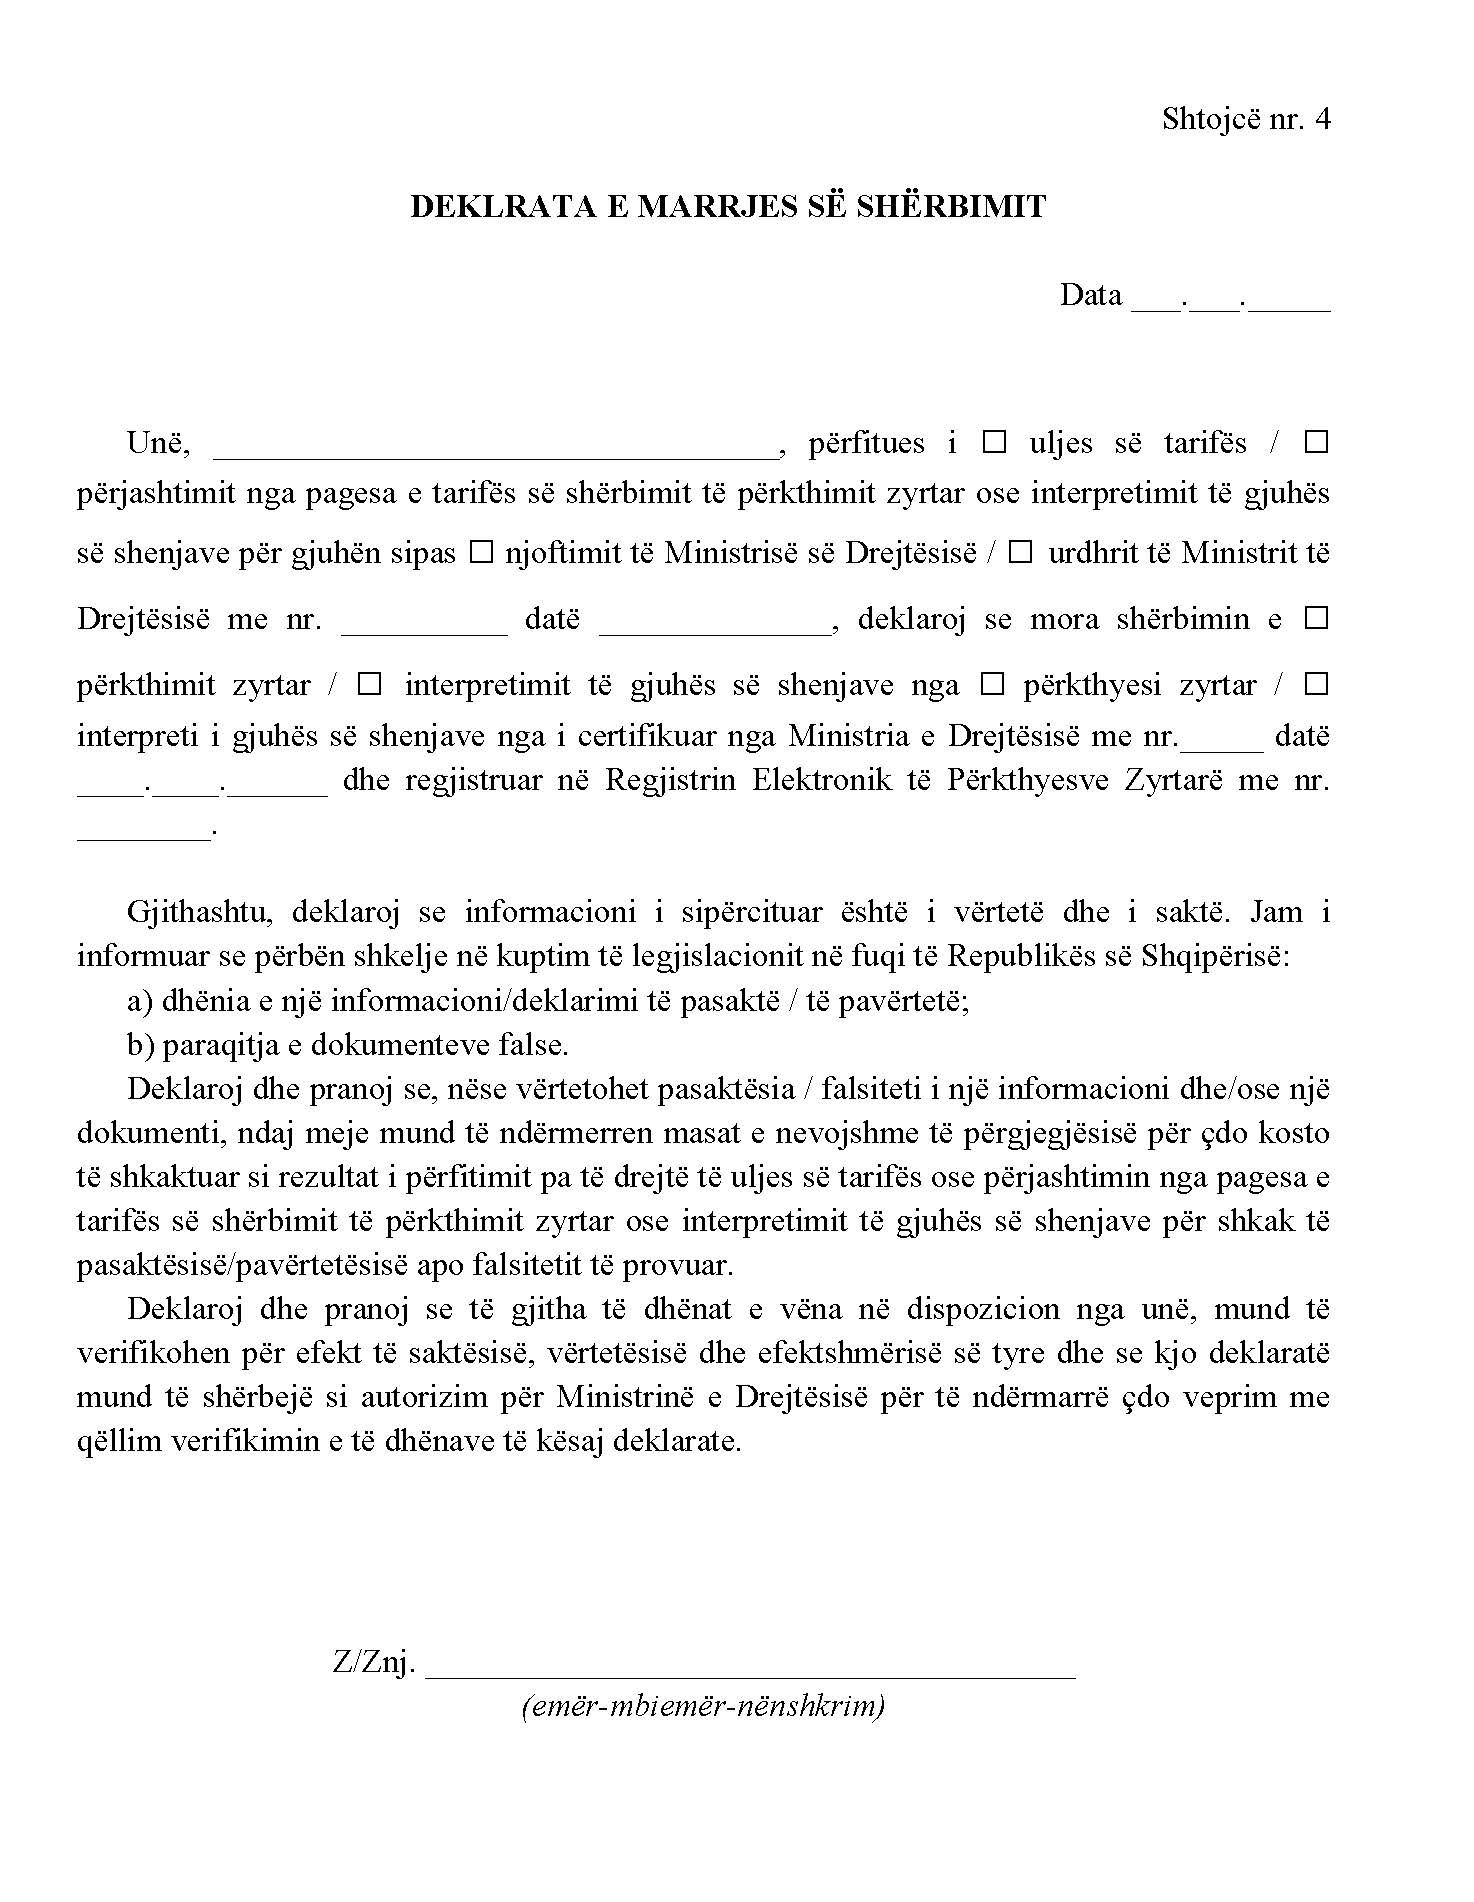 Shtojcë nr. 4
DEKLRATA E MARRJES SË SHËRBIMIT
Data ___.___._____
Unë, __________________________________, përfitues i ☐ uljes së tarifës / ☐
përjashtimit nga pagesa e tarifës së shërbimit të përkthimit zyrtar ose interpretimit të gjuhës
së shenjave për gjuhën sipas ☐ njoftimit të Ministrisë së Drejtësisë / ☐ urdhrit të Ministrit të
Drejtësisë me nr. __________ datë ______________, deklaroj se mora shërbimin e ☐
përkthimit zyrtar / ☐ interpretimit të gjuhës së shenjave nga ☐ përkthyesi zyrtar / ☐
interpreti i gjuhës së shenjave nga i certifikuar nga Ministria e Drejtësisë me nr._____ datë
____.____.______ dhe regjistruar në Regjistrin Elektronik të Përkthyesve Zyrtarë me nr.
________.
Gjithashtu, deklaroj se informacioni i sipërcituar është i vërtetë dhe i saktë. Jam i
informuar se përbën shkelje në kuptim të legjislacionit në fuqi të Republikës së Shqipërisë:
a) dhënia e një informacioni/deklarimi të pasaktë / të pavërtetë;
b) paraqitja e dokumenteve false.
Deklaroj dhe pranoj se, nëse vërtetohet pasaktësia / falsiteti i një informacioni dhe/ose një
dokumenti, ndaj meje mund të ndërmerren masat e nevojshme të përgjegjësisë për çdo kosto
të shkaktuar si rezultat i përfitimit pa të drejtë të uljes së tarifës ose përjashtimin nga pagesa e
tarifës së shërbimit të përkthimit zyrtar ose interpretimit të gjuhës së shenjave për shkak të
pasaktësisë/pavërtetësisë apo falsitetit të provuar.
Deklaroj dhe pranoj se të gjitha të dhënat e vëna në dispozicion nga unë, mund të
verifikohen për efekt të saktësisë, vërtetësisë dhe efektshmërisë së tyre dhe se kjo deklaratë
mund të shërbejë si autorizim për Ministrinë e Drejtësisë për të ndërmarrë çdo veprim me
qëllim verifikimin e të dhënave të kësaj deklarate.
Z/Znj. _______________________________________
(emër-mbiemër-nënshkrim)